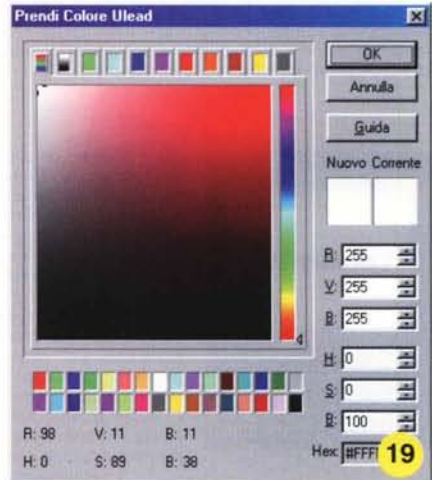 Prendi Colore Ulead
OK
Annulla
Guida
Nuovo Corrente
R: 255
V: 255
B: 255
H: 0
S: 0
B: 100
R: 98 V: 11 B: 11
H: 0 S: 89 B: 38
Hex: #FFF
19